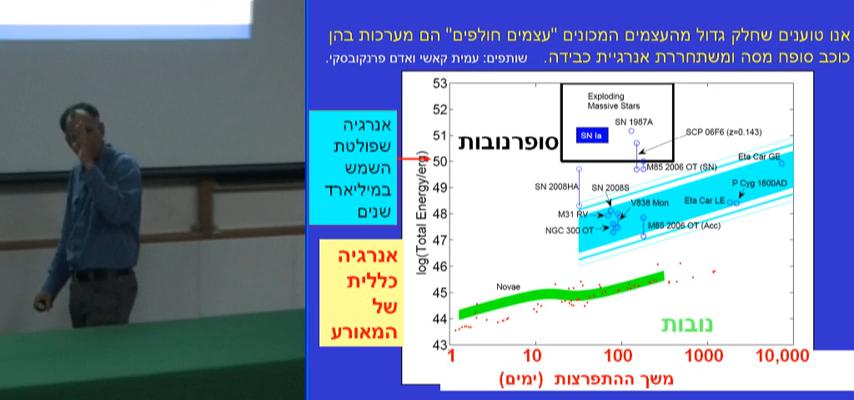 אנו טוענים שחלק גדול מהעצמים המכונים "עצמים חולפים" הם מערכות בהן
כוכב סופח מסה ומשתחררת אנרגיית כבידה. שותפים: עמית קאשי ואדם פרנקובסקי.
אנרגיה
שפולטת
השמש
במיליארד
שנים
אנרגיה
כללית
של
המאורע
log(Total Energy/erg)
53
52
51
50
49
48
47
46
45
44
43
Exploding
Massive Stars
SN 1987A
SN Ia
סופרנובות
SCP 06F6 (z=0.143)
M85 2006 OT (SN)
Eta Car GE
SN 2008HA
SN 2008S
P Cyg 1600AD
V838 Mon
Eta Car LE
M31 RV
NGC 300 OT
M85 2006 OT (Acc)
Novae
נובות
1 10 100 1000 10,000
משך ההתפרצות (ימים)